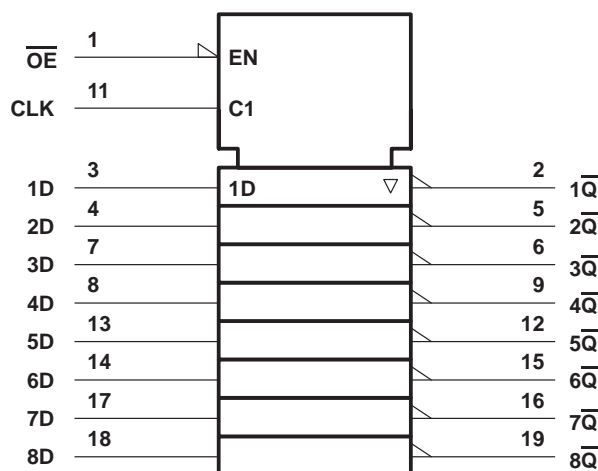 1
O̅E̅ EN
11
CLK C1
3 2
1D 1D ▽ 1Q̅
4 5
2D 2Q̅
7 6
3D 3Q̅
8 9
4D 4Q̅
13 12
5D 5Q̅
14 15
6D 6Q̅
17 16
7D 7Q̅
18 19
8D 8Q̅